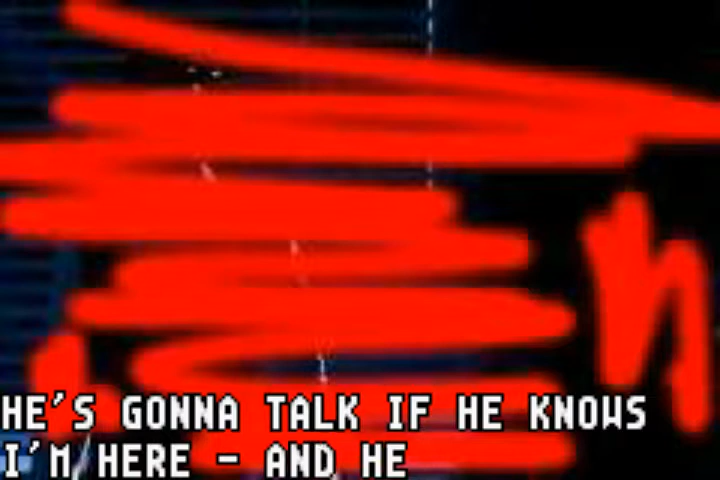 HE'S GONNA TALK IF HE KNOWS
I'M HERE - AND HE